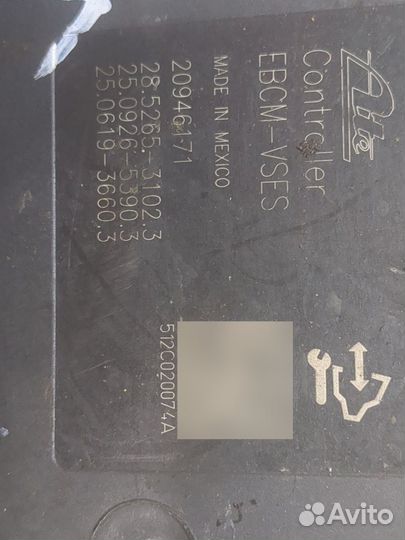 Ate
Controller
EBCM-VSES
MADE IN MEXICO
20946171
28.5265-3102.3
25.0926-5390.3
25.0619-3660.3
512C020074A
Avito